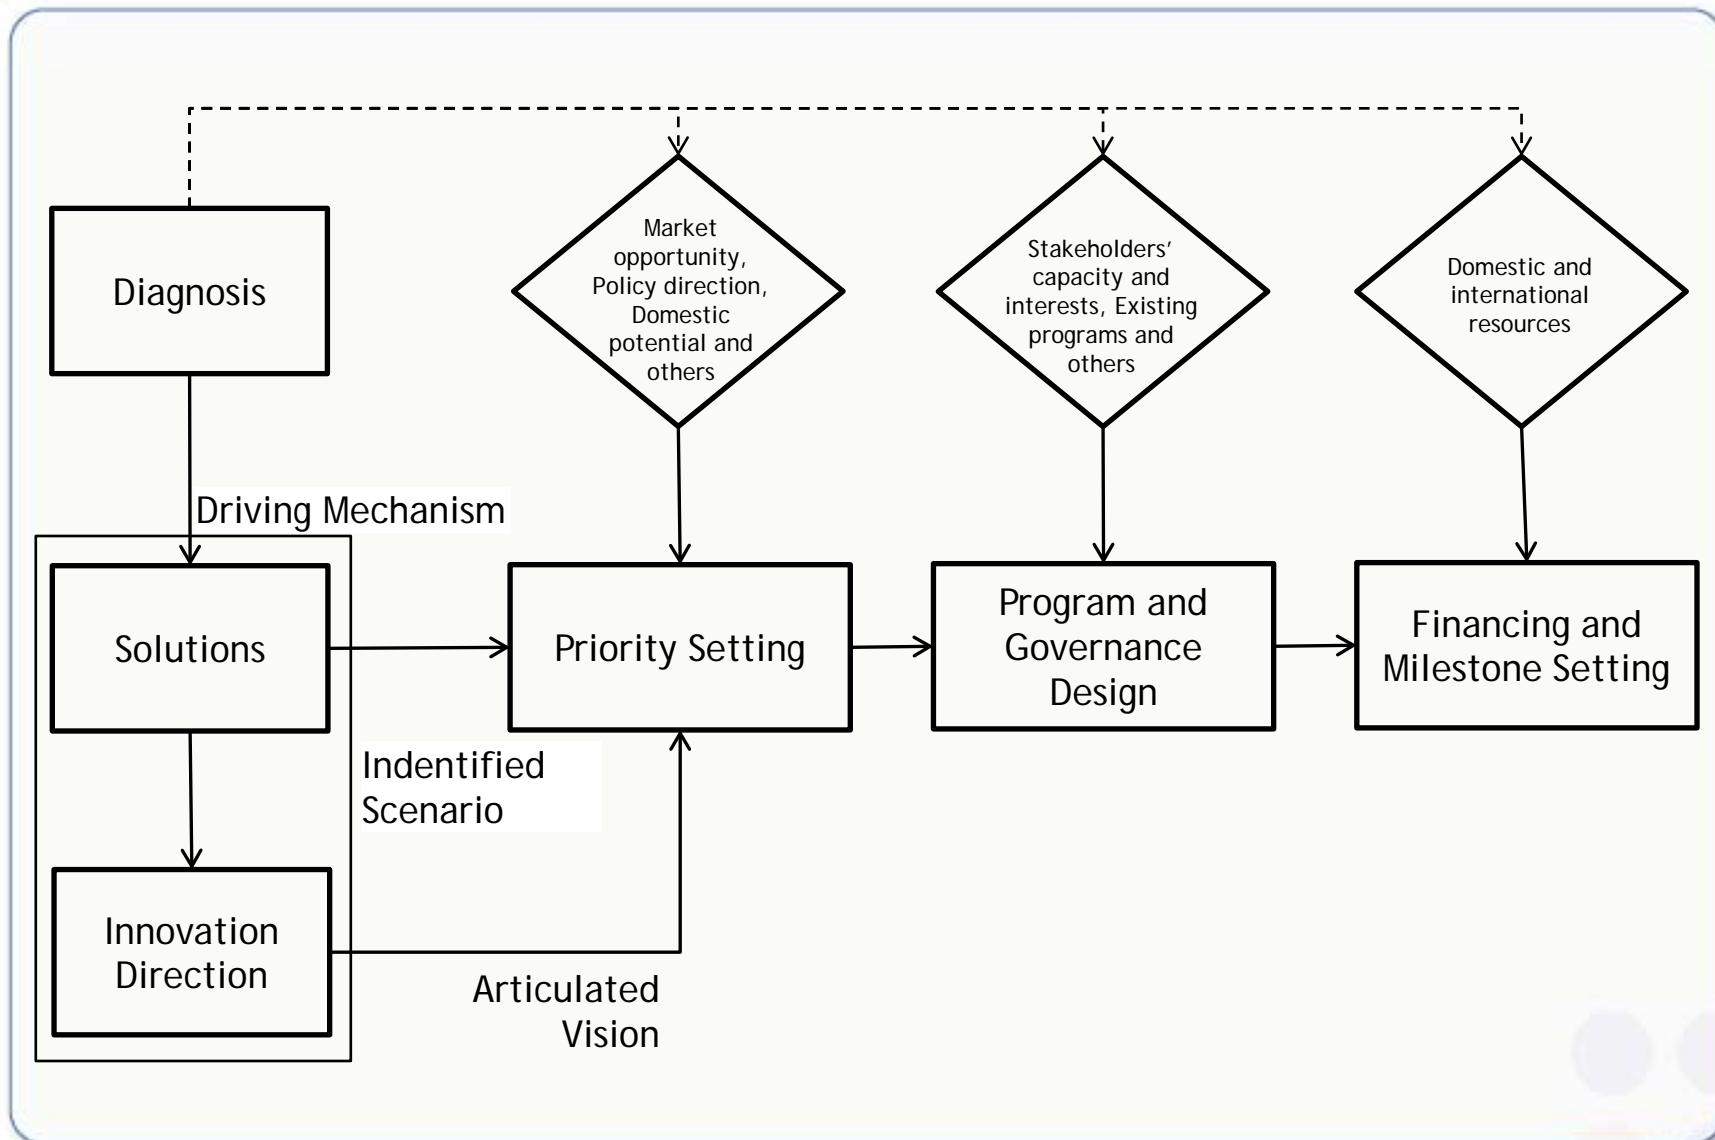 Diagnosis
Market
opportunity,
Policy direction,
Domestic
potential and
others
Stakeholders’
capacity and
interests, Existing
programs and
others
Domestic and
international
resources
Driving Mechanism
Solutions
Priority Setting
Program and
Governance
Design
Financing and
Milestone Setting
Indentified
Scenario
Innovation
Direction
Articulated
Vision